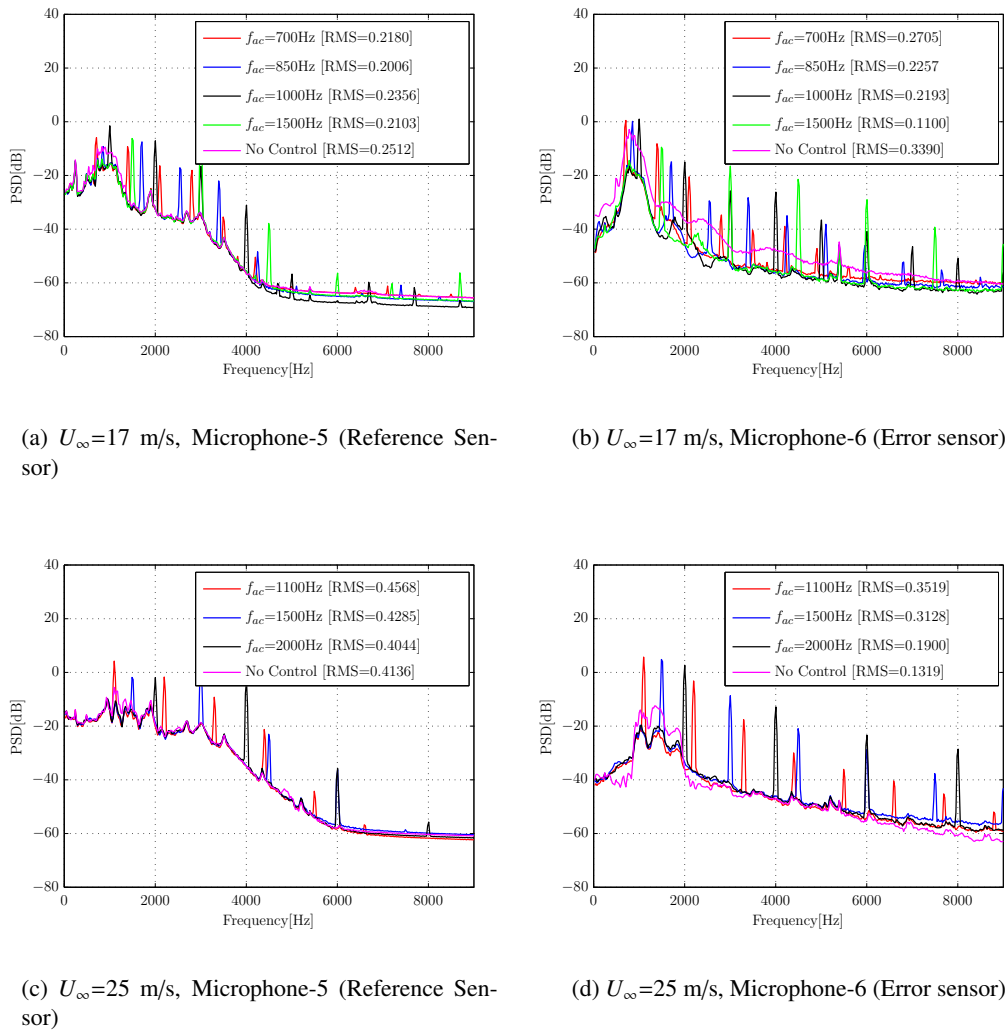 40
20
0
−20
−40
−60
−80
PSD[dB]
0 2000 4000 6000 8000
Frequency[Hz]
f_ac=700Hz [RMS=0.2180]
f_ac=850Hz [RMS=0.2006]
f_ac=1000Hz [RMS=0.2356]
f_ac=1500Hz [RMS=0.2103]
No Control [RMS=0.2512]
40
20
0
−20
−40
−60
−80
PSD[dB]
0 2000 4000 6000 8000
Frequency[Hz]
f_ac=700Hz [RMS=0.2705]
f_ac=850Hz [RMS=0.2257
f_ac=1000Hz [RMS=0.2193]
f_ac=1500Hz [RMS=0.1100]
No Control [RMS=0.3390]
(a) U∞=17 m/s, Microphone-5 (Reference Sen-
sor)
(b) U∞=17 m/s, Microphone-6 (Error sensor)
40
20
0
−20
−40
−60
−80
PSD[dB]
0 2000 4000 6000 8000
Frequency[Hz]
f_ac=1100Hz [RMS=0.4568]
f_ac=1500Hz [RMS=0.4285]
f_ac=2000Hz [RMS=0.4044]
No Control [RMS=0.4136]
40
20
0
−20
−40
−60
−80
PSD[dB]
0 2000 4000 6000 8000
Frequency[Hz]
f_ac=1100Hz [RMS=0.3519]
f_ac=1500Hz [RMS=0.3128]
f_ac=2000Hz [RMS=0.1900]
No Control [RMS=0.1319]
(c) U∞=25 m/s, Microphone-5 (Reference Sen-
sor)
(d) U∞=25 m/s, Microphone-6 (Error sensor)